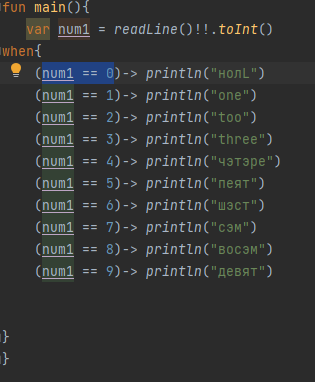 fun main(){
var num1 = readLine()!!.toInt()
when{
(num1 == 0)-> println("нопL")
(num1 == 1)-> println("one")
(num1 == 2)-> println("too")
(num1 == 3)-> println("three")
(num1 == 4)-> println("чэтэре")
(num1 == 5)-> println("пеят")
(num1 == 6)-> println("шэст")
(num1 == 7)-> println("сэм")
(num1 == 8)-> println("восэм")
(num1 == 9)-> println("девят")
}
}